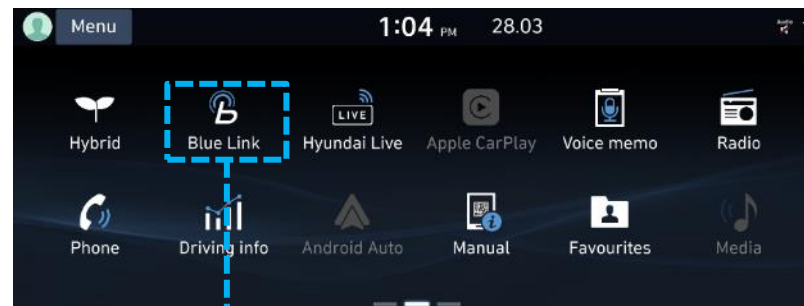 Menu 1:04 PM 28.03
LIVE
Hybrid Blue Link Hyundai Live Apple CarPlay Voice memo Radio
Phone Driving info Android Auto Manual Favourites Media